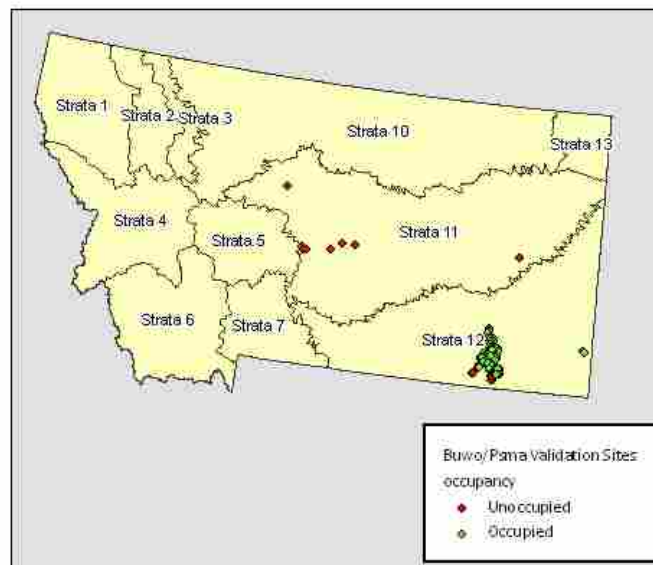 Strata 1
Strata 2
Strata 3
Strata 10
Strata 13
Strata 4
Strata 5
Strata 11
Strata 6
Strata 7
Strata 12
Buwo/Psma Validation Sites
occupancy
Unoccupied
Occupied